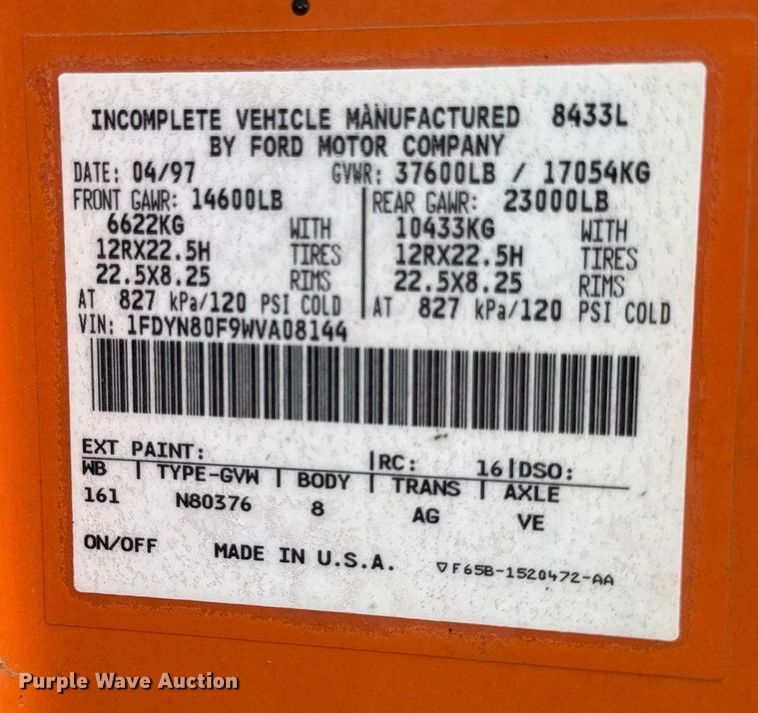 INCOMPLETE VEHICLE MANUFACTURED 8433L
BY FORD MOTOR COMPANY
DATE: 04/97 GVWR: 37600LB / 17054KG
FRONT GAWR: 14600LB REAR GAWR: 23000LB
6622KG WITH 10433KG WITH
12RX22.5H TIRES 12RX22.5H TIRES
22.5X8.25 RIMS 22.5X8.25 RIMS
AT 827 kPa/120 PSI COLD AT 827 kPa/120 PSI COLD
VIN: 1FDYN80F9WVA08144
EXT PAINT: RC: 16 DSO:
WB TYPE-GVW BODY TRANS AXLE
161 N80376 8 AG VE
ON/OFF MADE IN U.S.A. F65B-1520472-AA
Purple Wave Auction